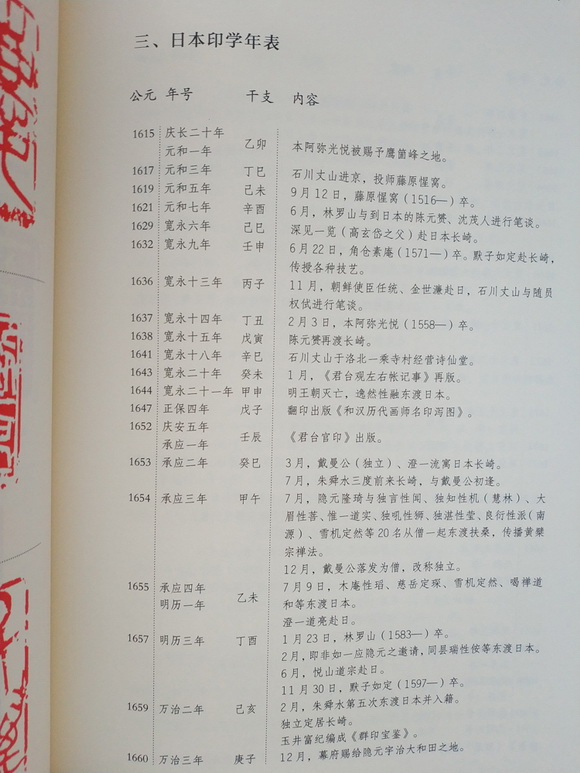 三、日本印学年表
公元 年号 干支 内容
1615 庆长二十年
元和一年 乙卯 本阿弥光悦被赐予鹰箇峰之地。
1617 元和三年 丁巳 石川丈山进京，投师藤原惺窝。
1619 元和五年 己未 9月12日，藤原惺窝（1516—）卒。
1621 元和七年 辛酉 6月，林罗山与到日本的陈元赟、沈茂人进行笔谈。
1629 宽永六年 己巳 深见一览（高玄岱之父）赴日本长崎。
1632 宽永九年 壬申 6月22日，角仓素庵（1571—）卒。默子如定赴长崎，
传授各种技艺。
1636 宽永十三年 丙子 11月，朝鲜使臣任统、金世濂赴日，石川丈山与随员
权侙进行笔谈。
1637 宽永十四年 丁丑 2月3日，本阿弥光悦（1558—）卒。
1638 宽永十五年 戊寅 陈元赟再渡长崎。
1641 宽永十八年 辛巳 石川丈山于洛北一乘寺村经营诗仙堂。
1643 宽永二十年 癸未 1月，《君台观左右帐记事》再版。
1644 宽永二十一年 甲申 明王朝灭亡，逸然性融东渡日本。
1647 正保四年 戊子 翻印出版《和汉历代画师名印泻图》。
1652 庆安五年
承应一年 壬辰 《君台官印》出版。
1653 承应二年 癸巳 3月，戴曼公（独立）、澄一流寓日本长崎。
7月，朱舜水三度前来长崎，与戴曼公初逢。
1654 承应三年 甲午 7月，隐元隆琦与独言性闻、独知性机（慧林）、大
眉性善、惟一道实、独吼性狮、独湛性莹、良衍性派（南
源）、雪机定然等20名从僧一起东渡扶桑，传播黄檗
宗禅法。
12月，戴曼公落发为僧，改称独立。
1655 承应四年
明历一年 乙未 7月9日，木庵性瑫、慈岳定琛、雪机定然、喝禅道
和等东渡日本。
澄一道亮赴日。
1657 明历三年 丁酉 1月23日，林罗山（1583—）卒。
2月，即非如一应隐元之邀请，同县瑞性侒等东渡日本。
6月，悦山道宗赴日。
11月30日，默子如定（1597—）卒。
1659 万治二年 己亥 2月，朱舜水第五次东渡日本并入籍。
独立定居长崎。
玉井富纪编成《群印宝鉴》。
1660 万治三年 庚子 12月，幕府赐给隐元宇治大和田之地。